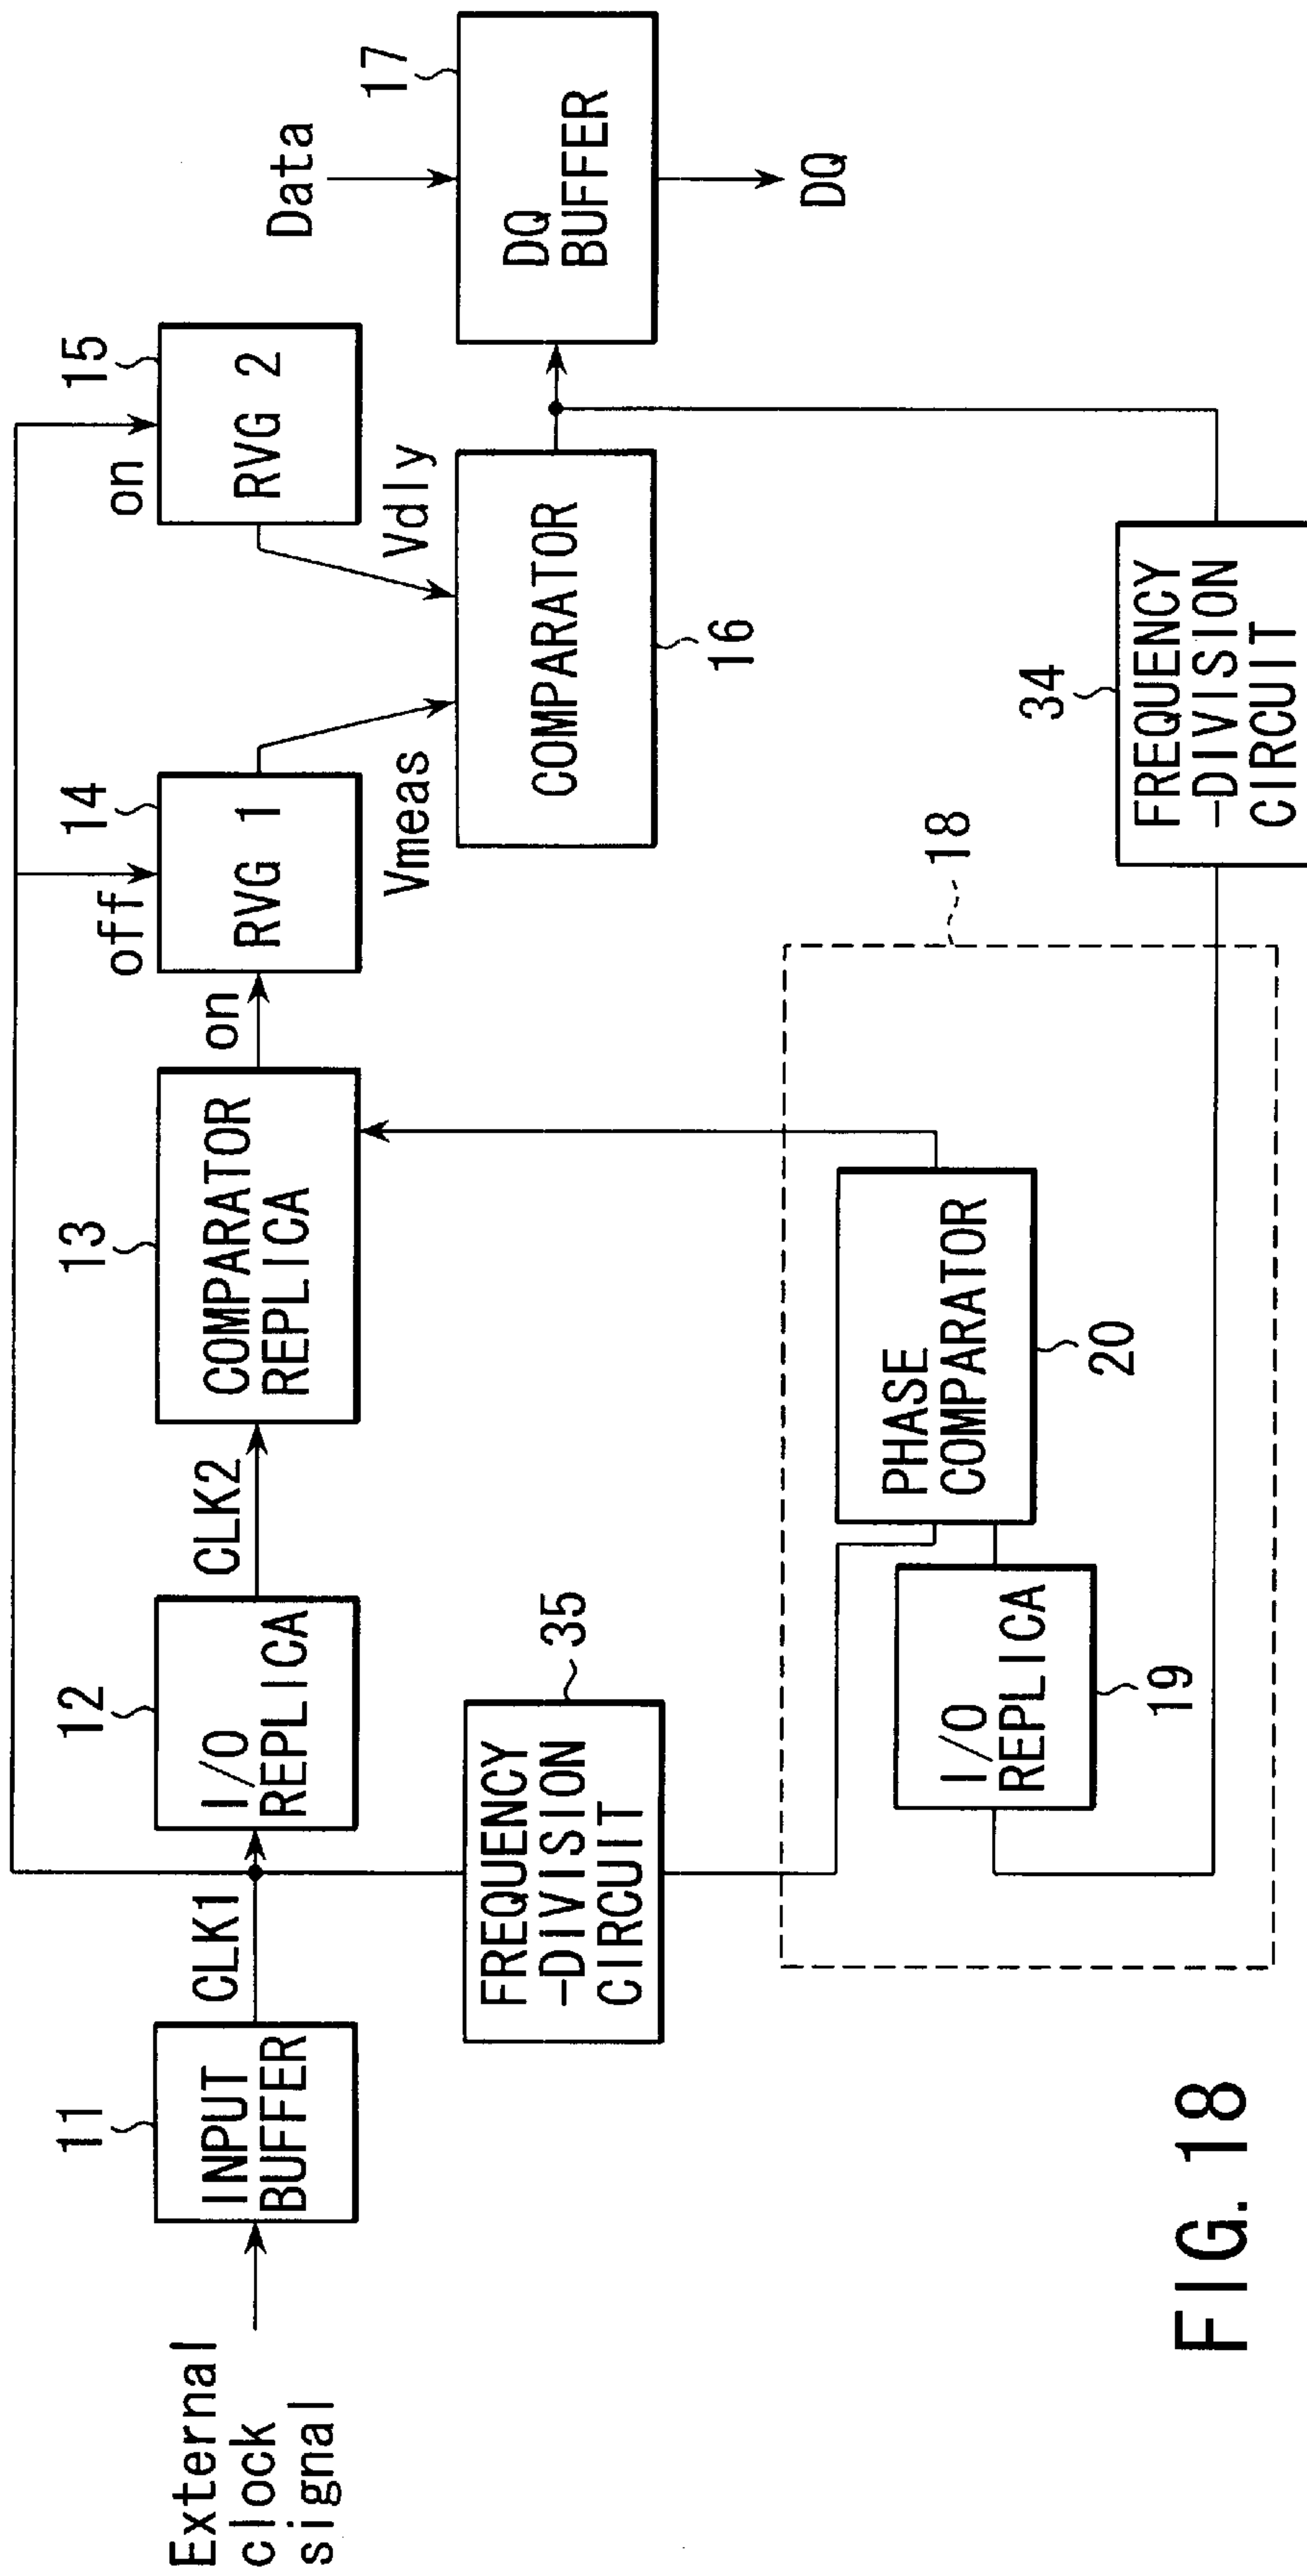 External
clock
signal
11
INPUT
BUFFER
CLK1
12
I/O
REPLICA
CLK2
13
COMPARATOR
REPLICA
on
off
14
RVG 1
on
15
RVG 2
Vmeas
Vdly
COMPARATOR
16
Data
17
DQ
BUFFER
DQ
35
FREQUENCY
-DIVISION
CIRCUIT
18
I/O
REPLICA
19
PHASE
COMPARATOR
20
34
FREQUENCY
-DIVISION
CIRCUIT
FIG. 18